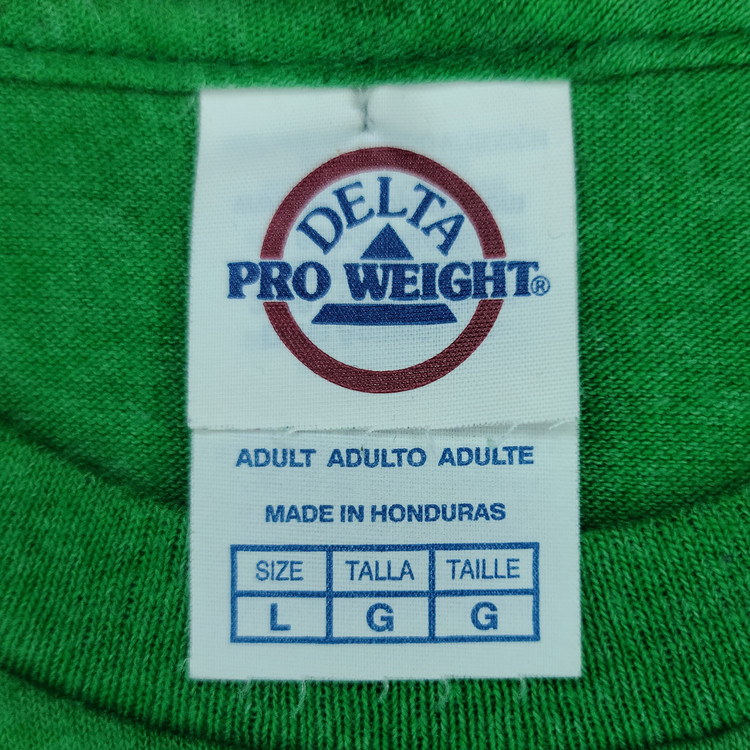 DELTA
PRO WEIGHT®
ADULT ADULTO ADULTE
MADE IN HONDURAS
SIZE TALLA TAILLE
L G G